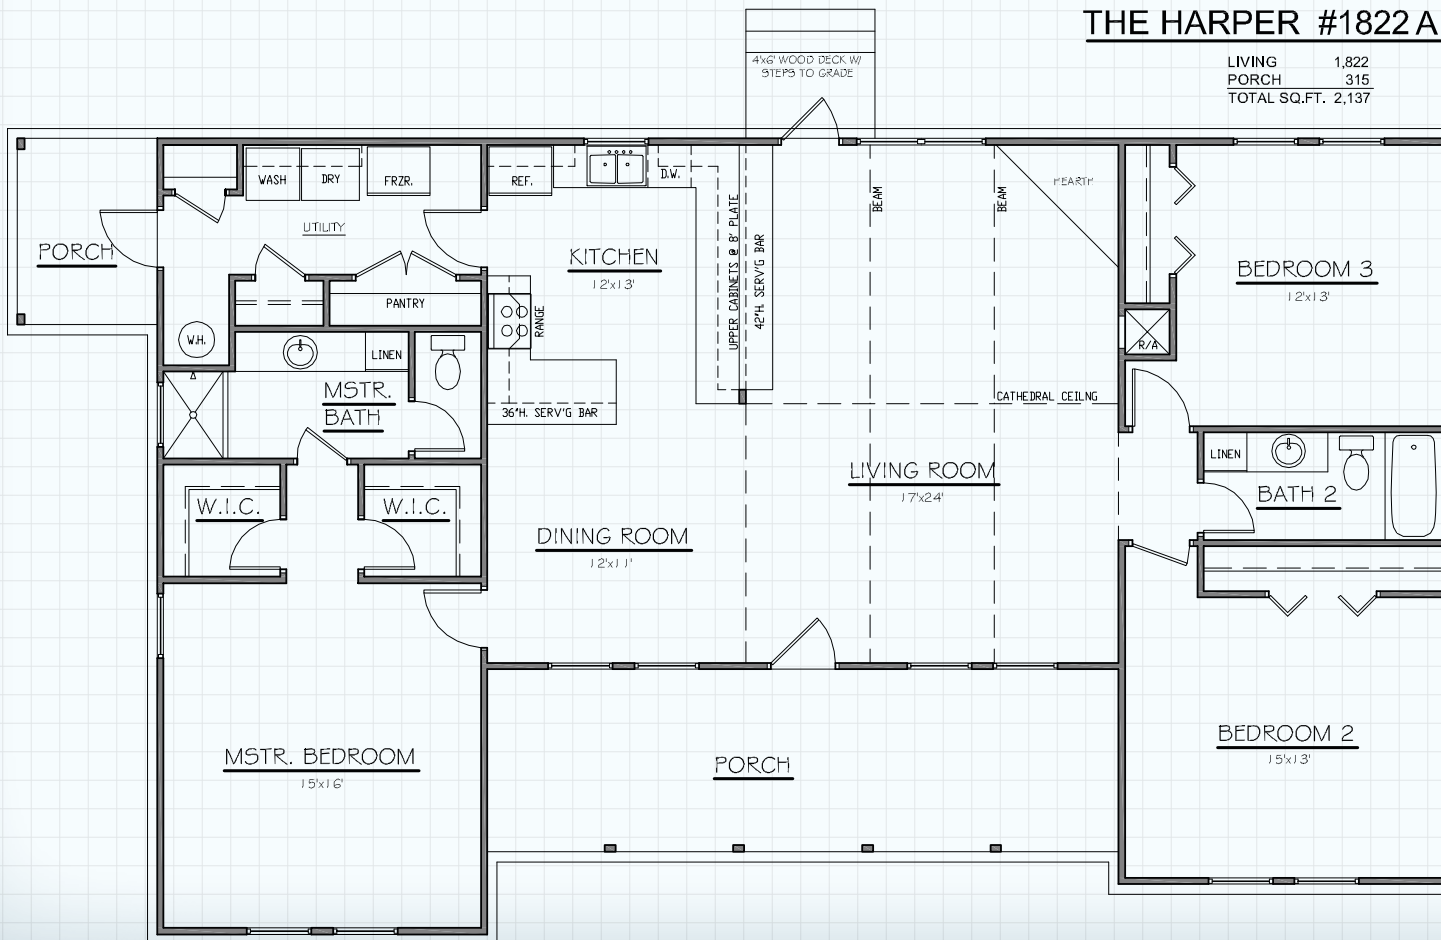 THE HARPER #1822 A
LIVING 1,822
PORCH 315
TOTAL SQ.FT. 2,137
4'x6' WOOD DECK W/
STEPS TO GRADE
WASH
DRY
FRZR.
REF.
D.W.
UTILITY
PORCH
PANTRY
W.H.
KITCHEN
12'x13'
RANGE
UPPER CABINETS @ 8' PLATE
42"H. SERV'G BAR
BEAM
BEAM
HEARTH
BEDROOM 3
12'x13'
R/A
LINEN
MSTR.
BATH
36"H. SERV'G BAR
CATHEDRAL CEILNG
LIVING ROOM
17'x24'
LINEN
BATH 2
W.I.C.
W.I.C.
DINING ROOM
12'x11'
MSTR. BEDROOM
15'x16'
PORCH
BEDROOM 2
15'x13'